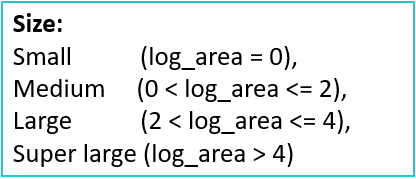 Size:
Small (log_area = 0),
Medium (0 < log_area <= 2),
Large (2 < log_area <= 4),
Super large (log_area > 4)